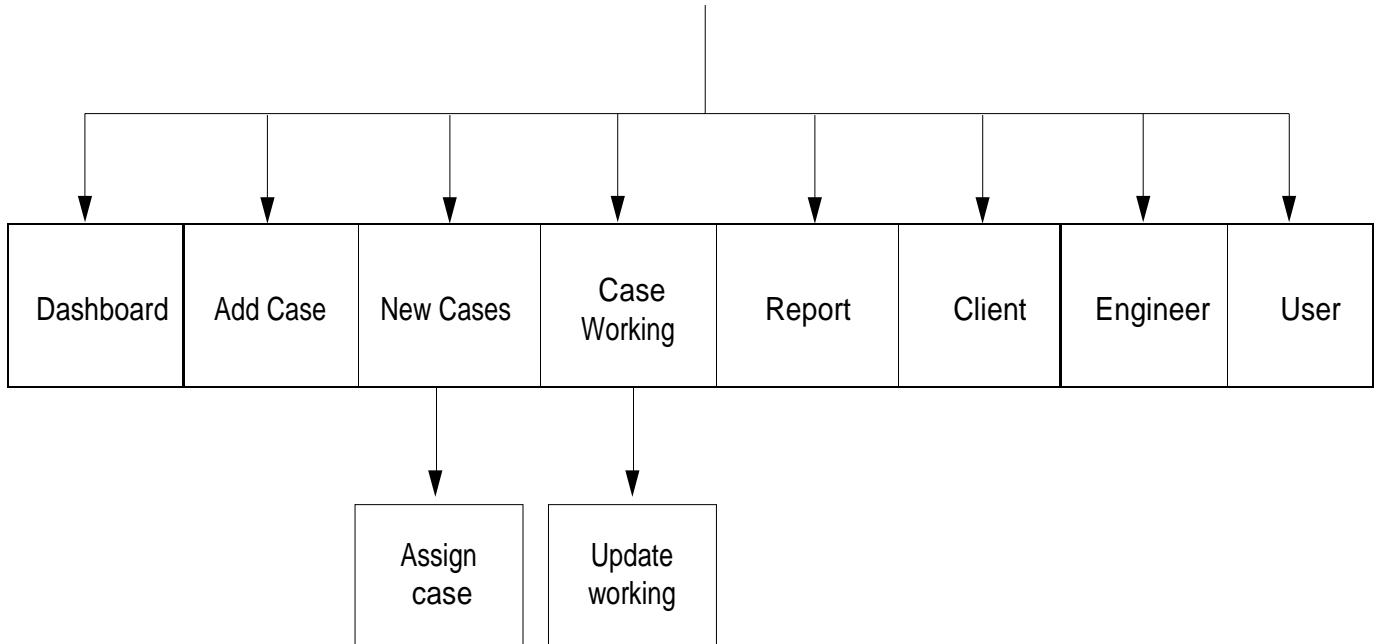 Dashboard
Add Case
New Cases
Case
Working
Report
Client
Engineer
User
Assign
case
Update
working